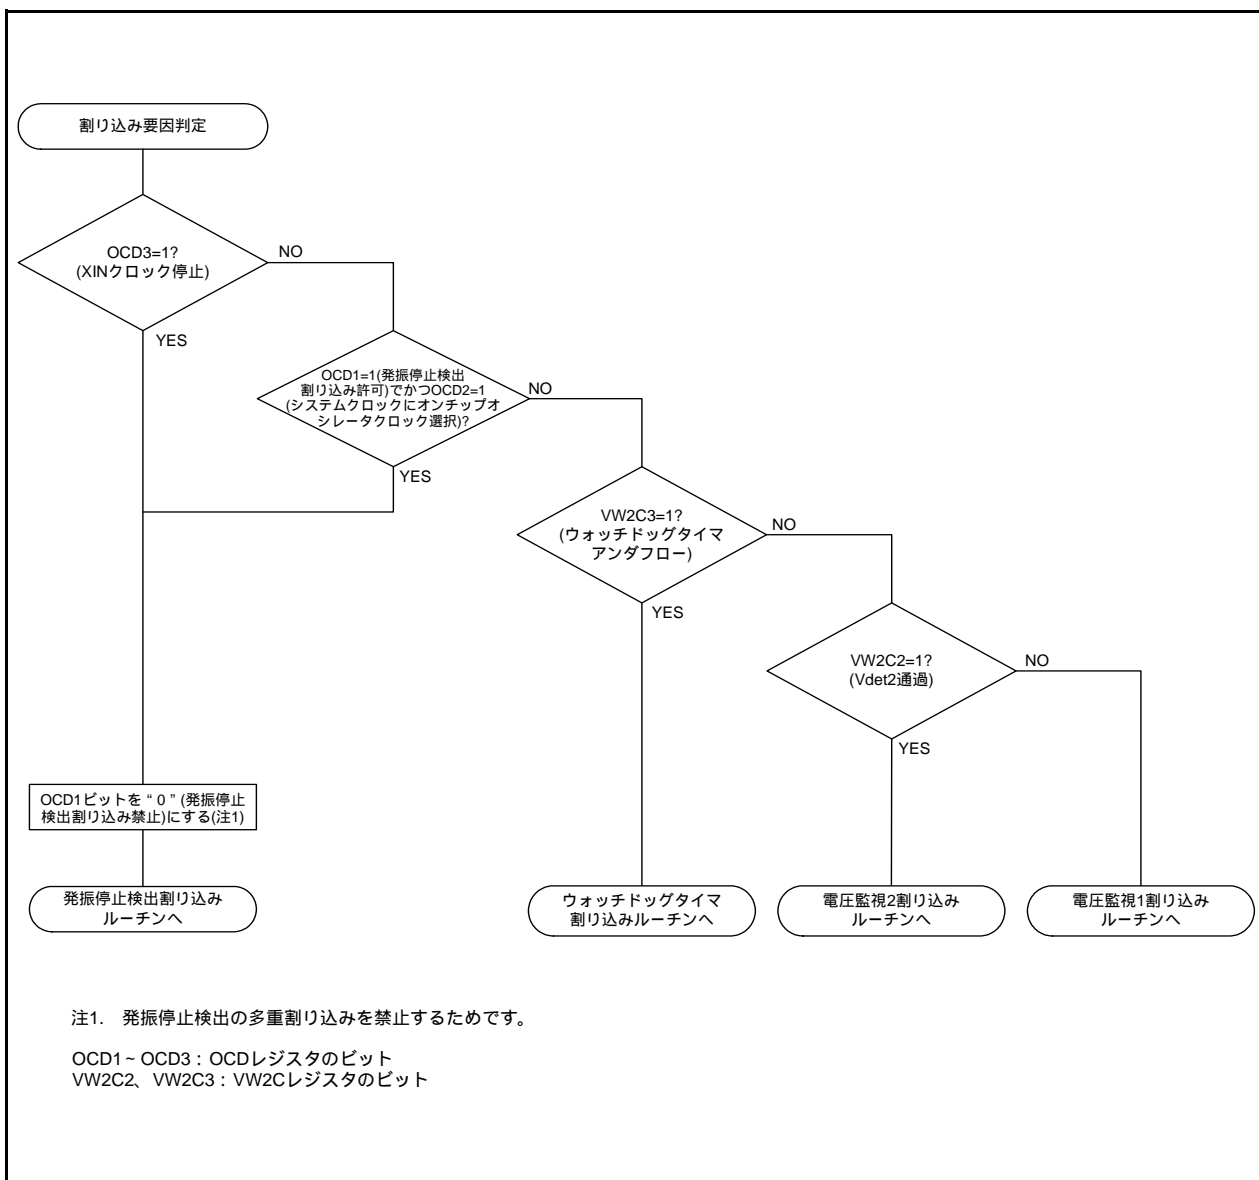 割り込み要因判定
OCD3=1?
(XINクロック停止)
NO
YES
OCD1=1(発振停止検出
割り込み許可)でかつOCD2=1
(システムクロックにオンチップオ
シレータクロック選択)?
NO
YES
VW2C3=1?
(ウォッチドッグタイマ
アンダフロー)
NO
YES
VW2C2=1?
(Vdet2通過)
NO
YES
OCD1ビットを“0”(発振停止
検出割り込み禁止)にする(注1)
発振停止検出割り込み
ルーチンへ
ウォッチドッグタイマ
割り込みルーチンへ
電圧監視2割り込み
ルーチンへ
電圧監視1割り込み
ルーチンへ
注1. 発振停止検出の多重割り込みを禁止するためです。
OCD1~OCD3:OCDレジスタのビット
VW2C2、VW2C3:VW2Cレジスタのビット